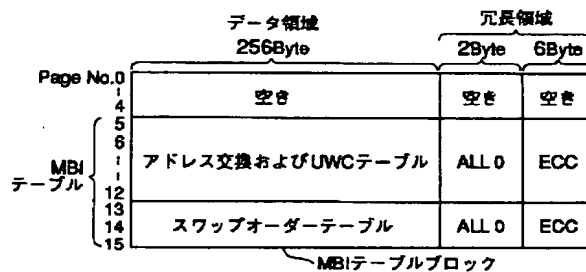 データ領域 冗長領域
256Byte 2Byte 6Byte
Page No.0
4 空き 空き 空き
5
6
MBI
テーブル
アドレス交換およびUWCテーブル ALL 0 ECC
12
13
14 スワップオーダーテーブル ALL 0 ECC
15
MBIテーブルブロック